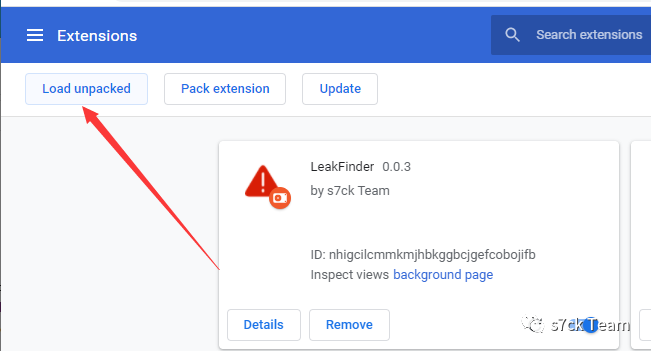 Extensions
Search extensions
Load unpacked
Pack extension
Update
LeakFinder 0.0.3
by s7ck Team
ID: nhigcilcmmkmjhbkggbcjgefcobojifb
Inspect views background page
Details
Remove
s7ck Team